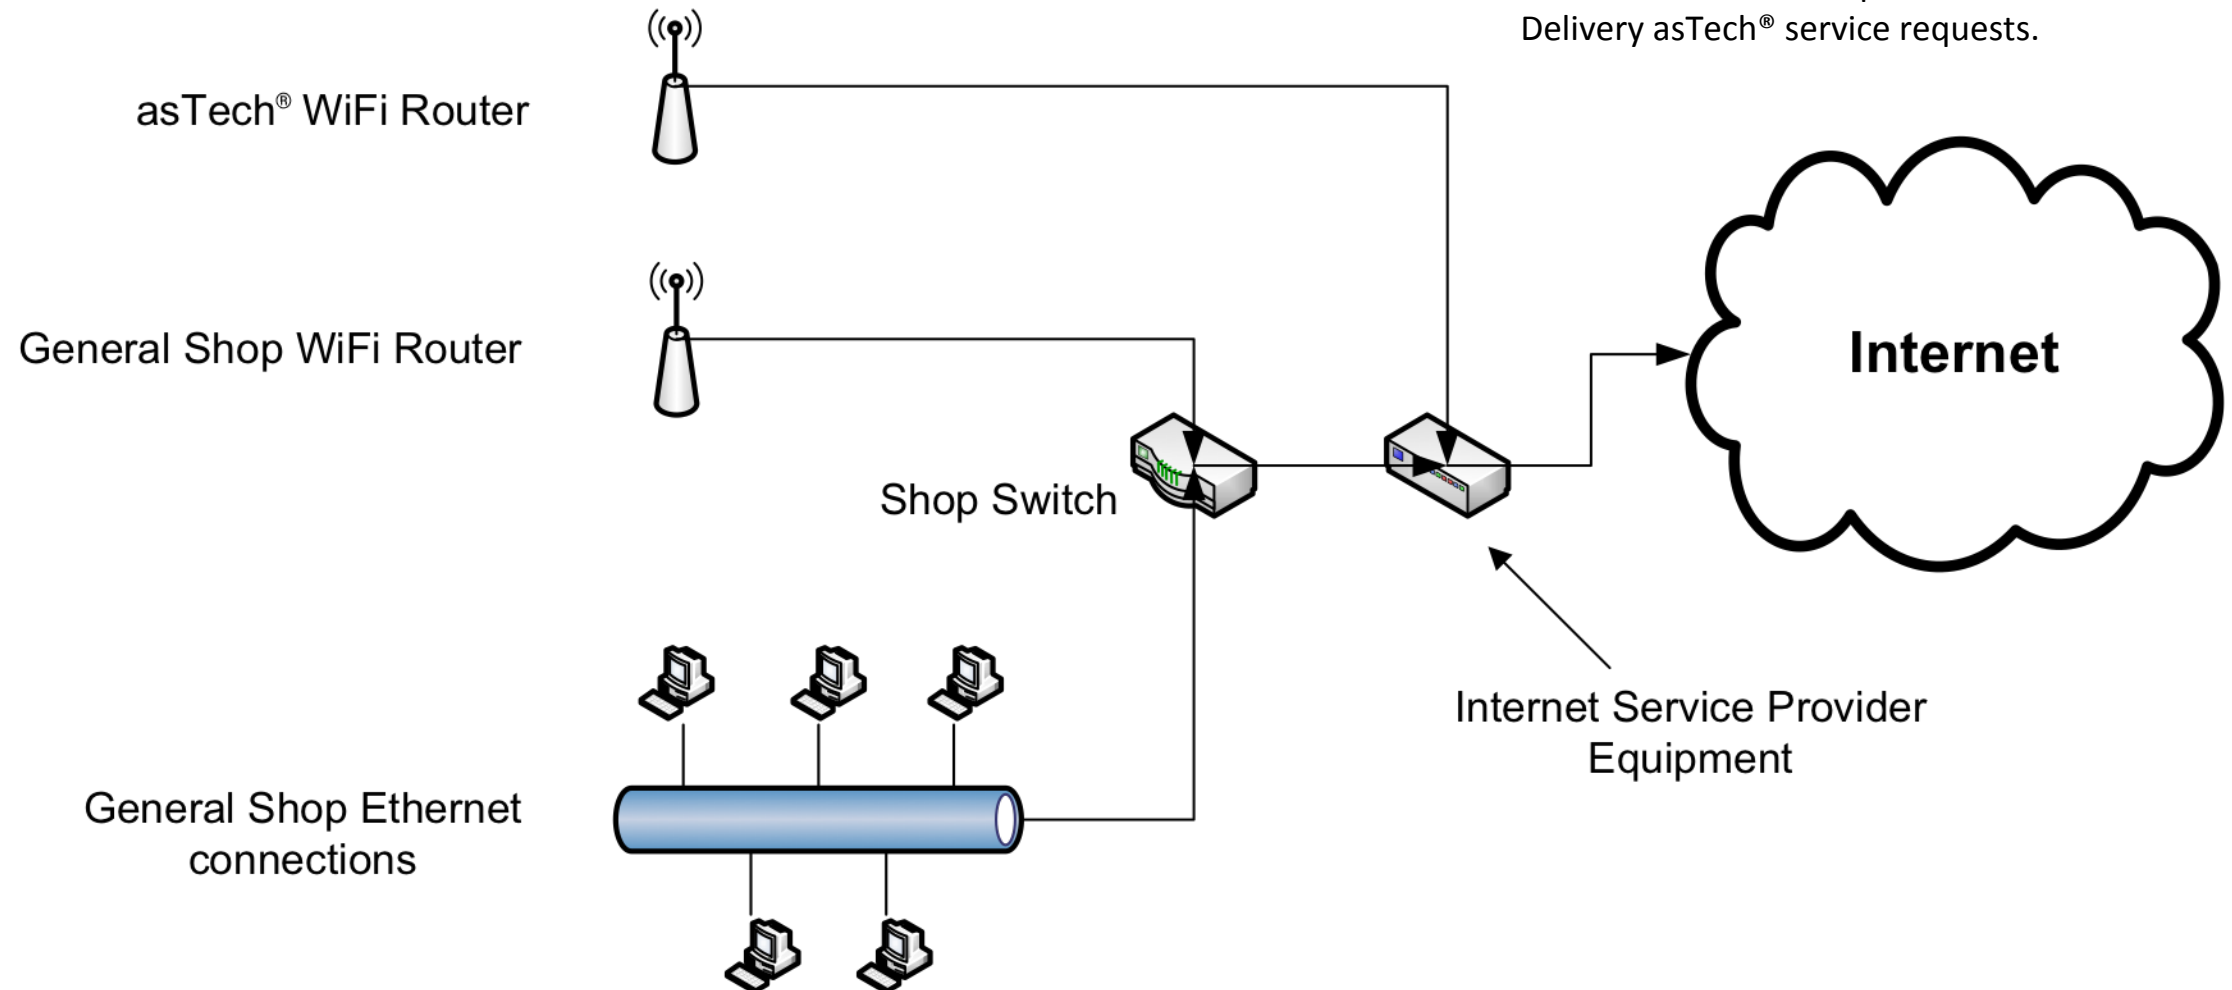 Delivery asTech® service requests.
asTech® WiFi Router
General Shop WiFi Router
Internet
Shop Switch
Internet Service Provider
Equipment
General Shop Ethernet
connections